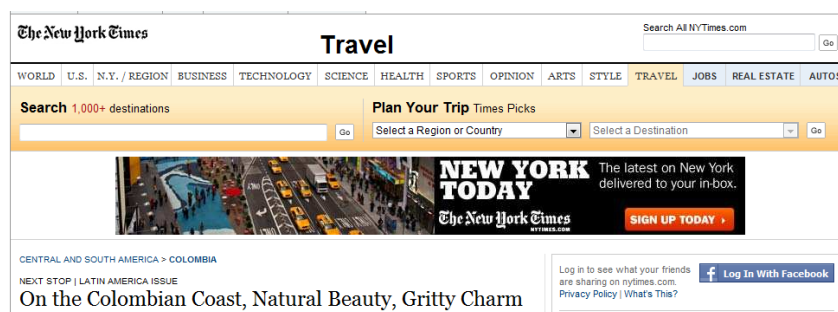 The New York Times
Travel
Search All NYTimes.com
Go
WORLD U.S. N.Y. / REGION BUSINESS TECHNOLOGY SCIENCE HEALTH SPORTS OPINION ARTS STYLE TRAVEL JOBS REAL ESTATE AUTOS
Search 1,000+ destinations
Go
Plan Your Trip Times Picks
Select a Region or Country
Select a Destination
Go
NEW YORK
TODAY
The New York Times
NYTIMES.COM
The latest on New York
delivered to your in-box.
SIGN UP TODAY ›
CENTRAL AND SOUTH AMERICA > COLOMBIA
NEXT STOP | LATIN AMERICA ISSUE
On the Colombian Coast, Natural Beauty, Gritty Charm
Log in to see what your friends
are sharing on nytimes.com.
Privacy Policy | What's This?
f Log In With Facebook